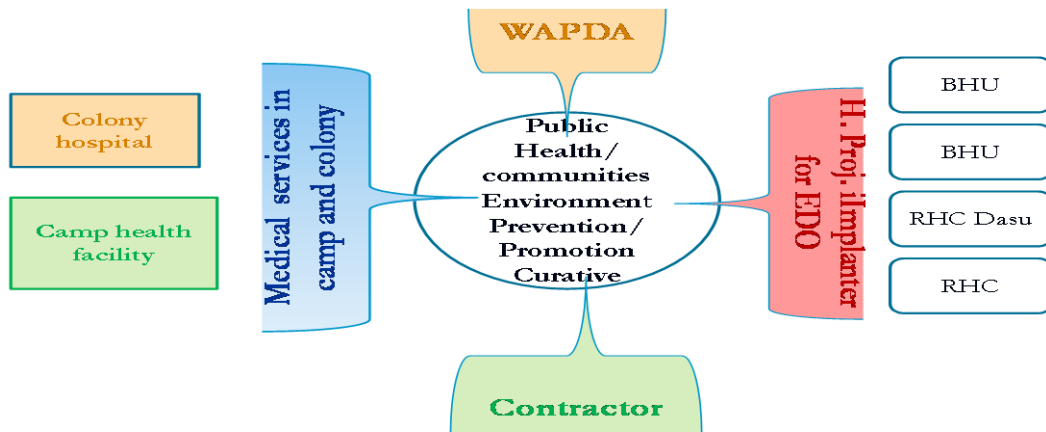 WAPDA
Colony
hospital
Camp health
facility
Medical services in
camp and colony
Public
Health/
communities
Environment
Prevention/
Promotion
Curative
H. Proj. iImplanter
for EDO
BHU
BHU
RHC Dasu
RHC
Contractor